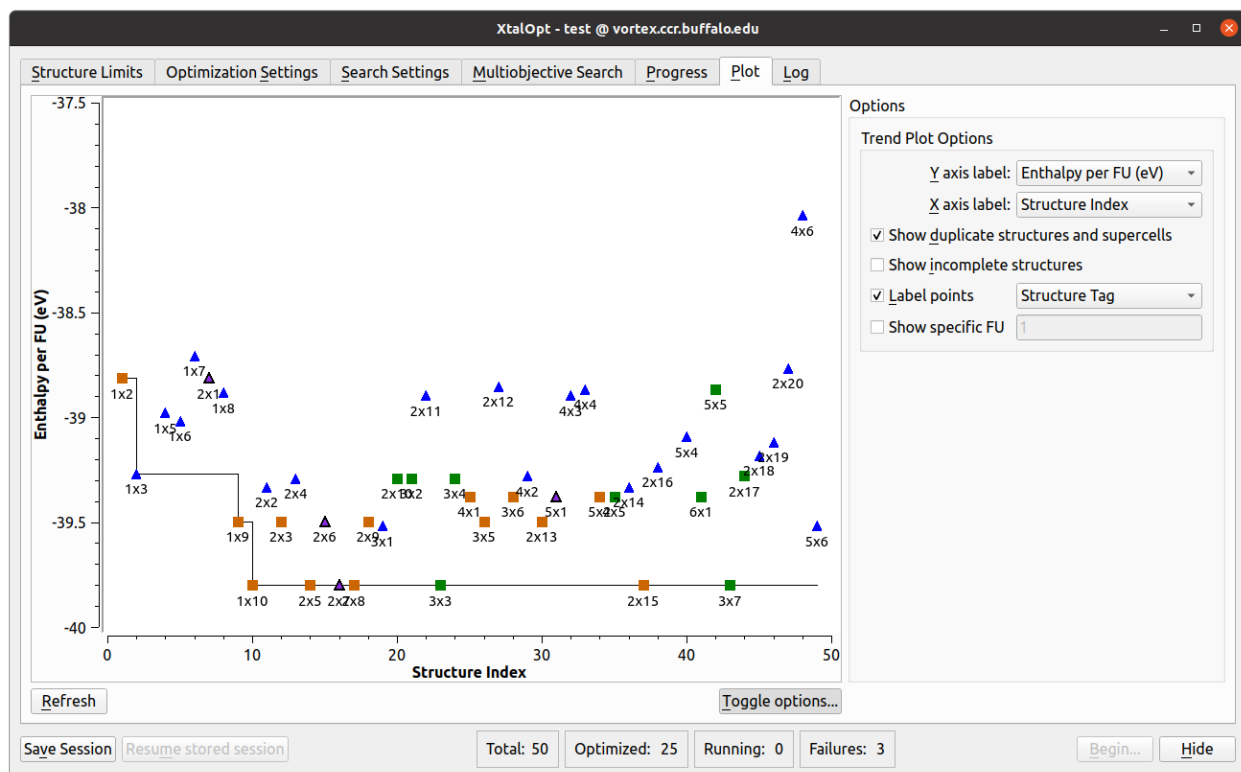 XtalOpt - test @ vortex.ccr.buffalo.edu
Structure Limits Optimization Settings Search Settings Multiobjective Search Progress Plot Log
Options
Trend Plot Options
Y axis label: Enthalpy per FU (eV)
X axis label: Structure Index
Show duplicate structures and supercells
Show incomplete structures
Label points Structure Tag
Show specific FU 1
Enthalpy per FU (eV)
-37.5
-38
-38.5
-39
-39.5
-40
4x6
1x7
2x20
1x2
2x1
1x8
2x11
2x12
4x3
4x4
5x5
1x5
1x6
5x4
2x19
2x18
1x3
2x2
2x4
2x10
3x2
3x4
4x2
2x14
2x16
2x17
4x1
3x6
5x1
5x2
4x5
6x1
1x9
2x3
2x6
2x9
3x1
3x5
2x13
5x6
1x10
2x5
2x7
2x8
3x3
2x15
3x7
0 10 20 30 40 50
Structure Index
Refresh Toggle options...
Save Session Resume stored session Total: 50 Optimized: 25 Running: 0 Failures: 3 Begin... Hide